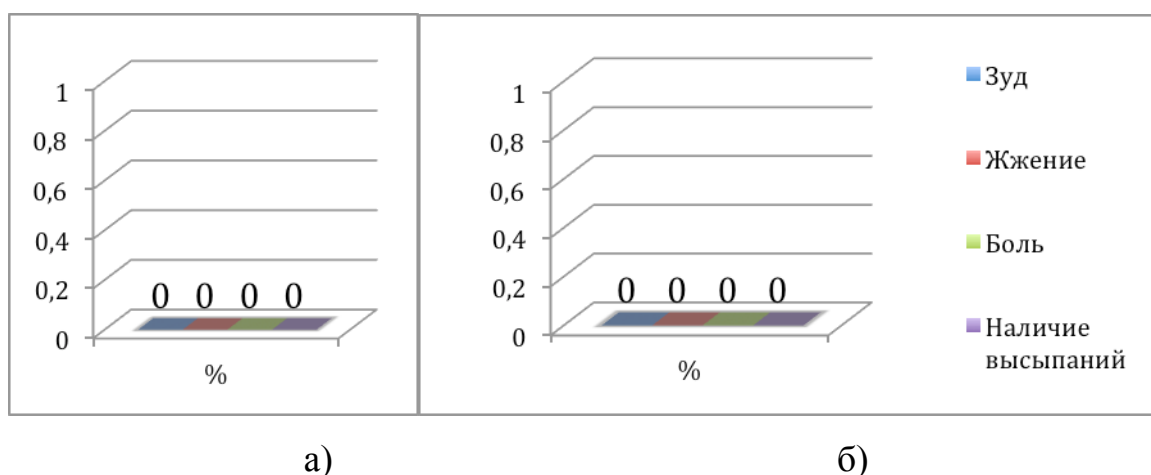 1
0,8
0,6
0,4
0,2
0
0 0 0 0
%
1
0,8
0,6
0,4
0,2
0
0 0 0 0
%
Зуд
Жжение
Боль
Наличие
высыпаний
а)
б)